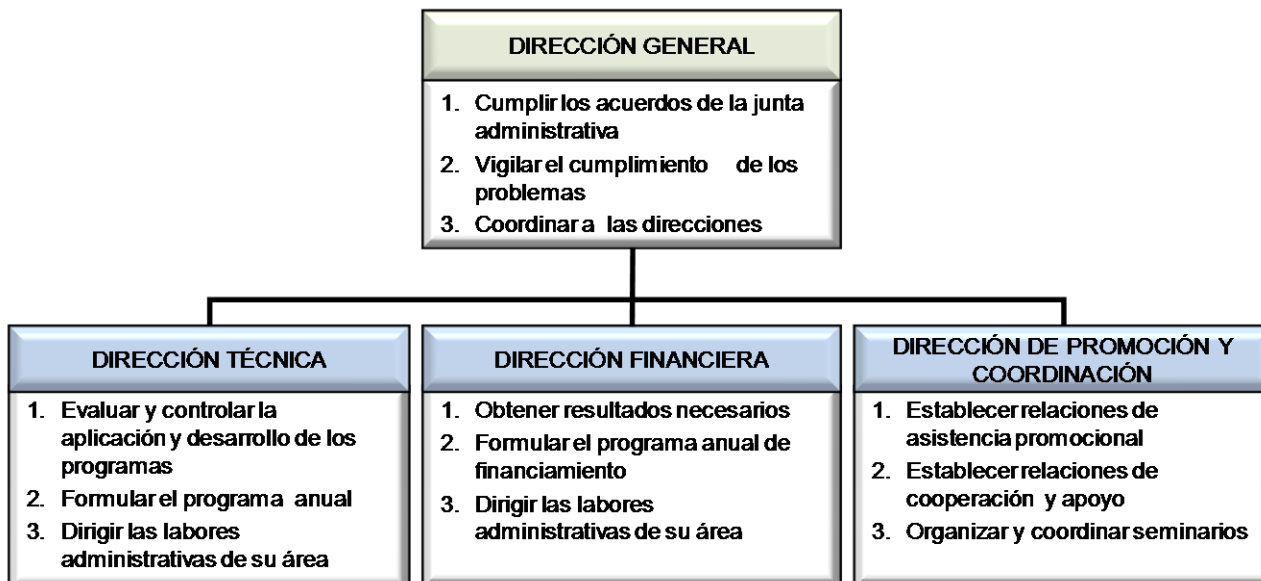 DIRECCIÓN GENERAL
1. Cumplir los acuerdos de la junta
administrativa
2. Vigilar el cumplimiento de los
problemas
3. Coordinar a las direcciones
DIRECCIÓN TÉCNICA
1. Evaluar y controlar la
aplicación y desarrollo de los
programas
2. Formular el programa anual
3. Dirigir las labores
administrativas de su área
DIRECCIÓN FINANCIERA
1. Obtener resultados necesarios
2. Formular el programa anual de
financiamiento
3. Dirigir las labores
administrativas de su área
DIRECCIÓN DE PROMOCIÓN Y
COORDINACIÓN
1. Establecer relaciones de
asistencia promocional
2. Establecer relaciones de
cooperación y apoyo
3. Organizar y coordinar seminarios